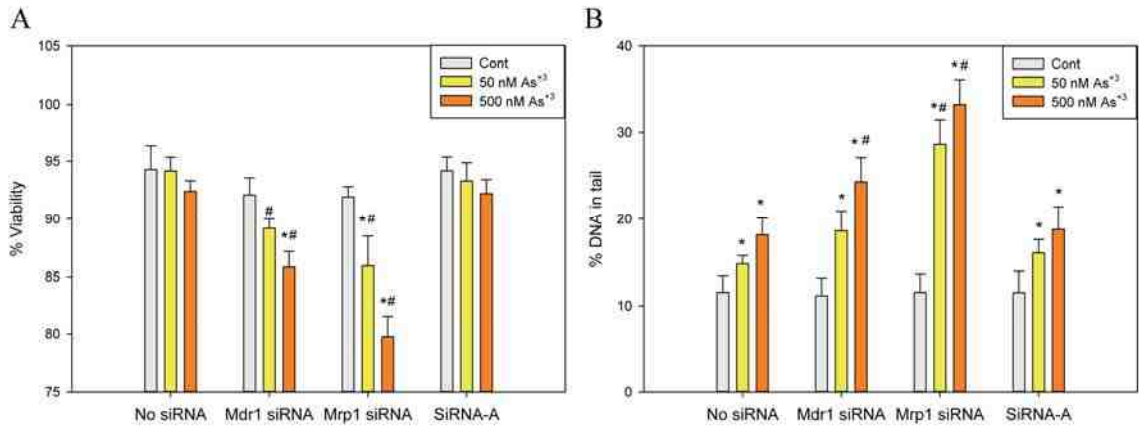 A
% Viability
105
100
95
90
85
80
75
Cont
50 nM As+3
500 nM As+3
#
*#
*#
*#
No siRNA Mdr1 siRNA Mrp1 siRNA SiRNA-A
B
% DNA in tail
40
30
20
10
0
Cont
50 nM As+3
500 nM As+3
*
*
*
*#
*#
*#
*
*
No siRNA Mdr1 siRNA Mrp1 siRNA SiRNA-A